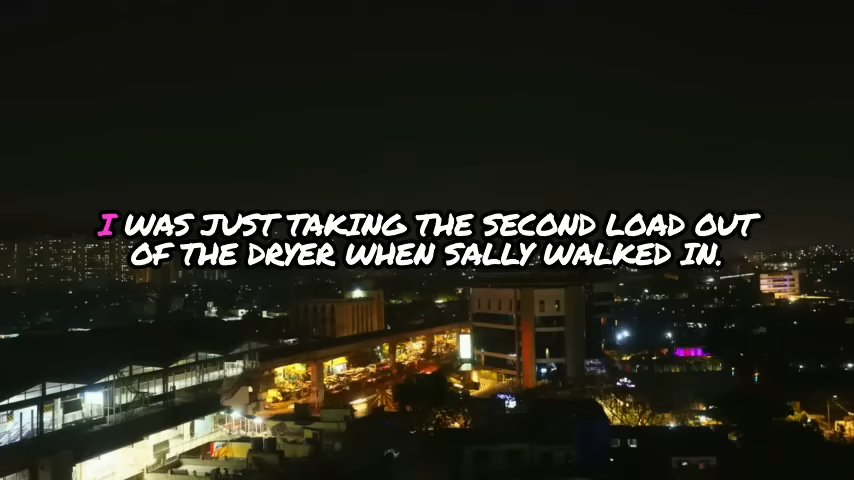 I WAS JUST TAKING THE SECOND LOAD OUT
OF THE DRYER WHEN SALLY WALKED IN.